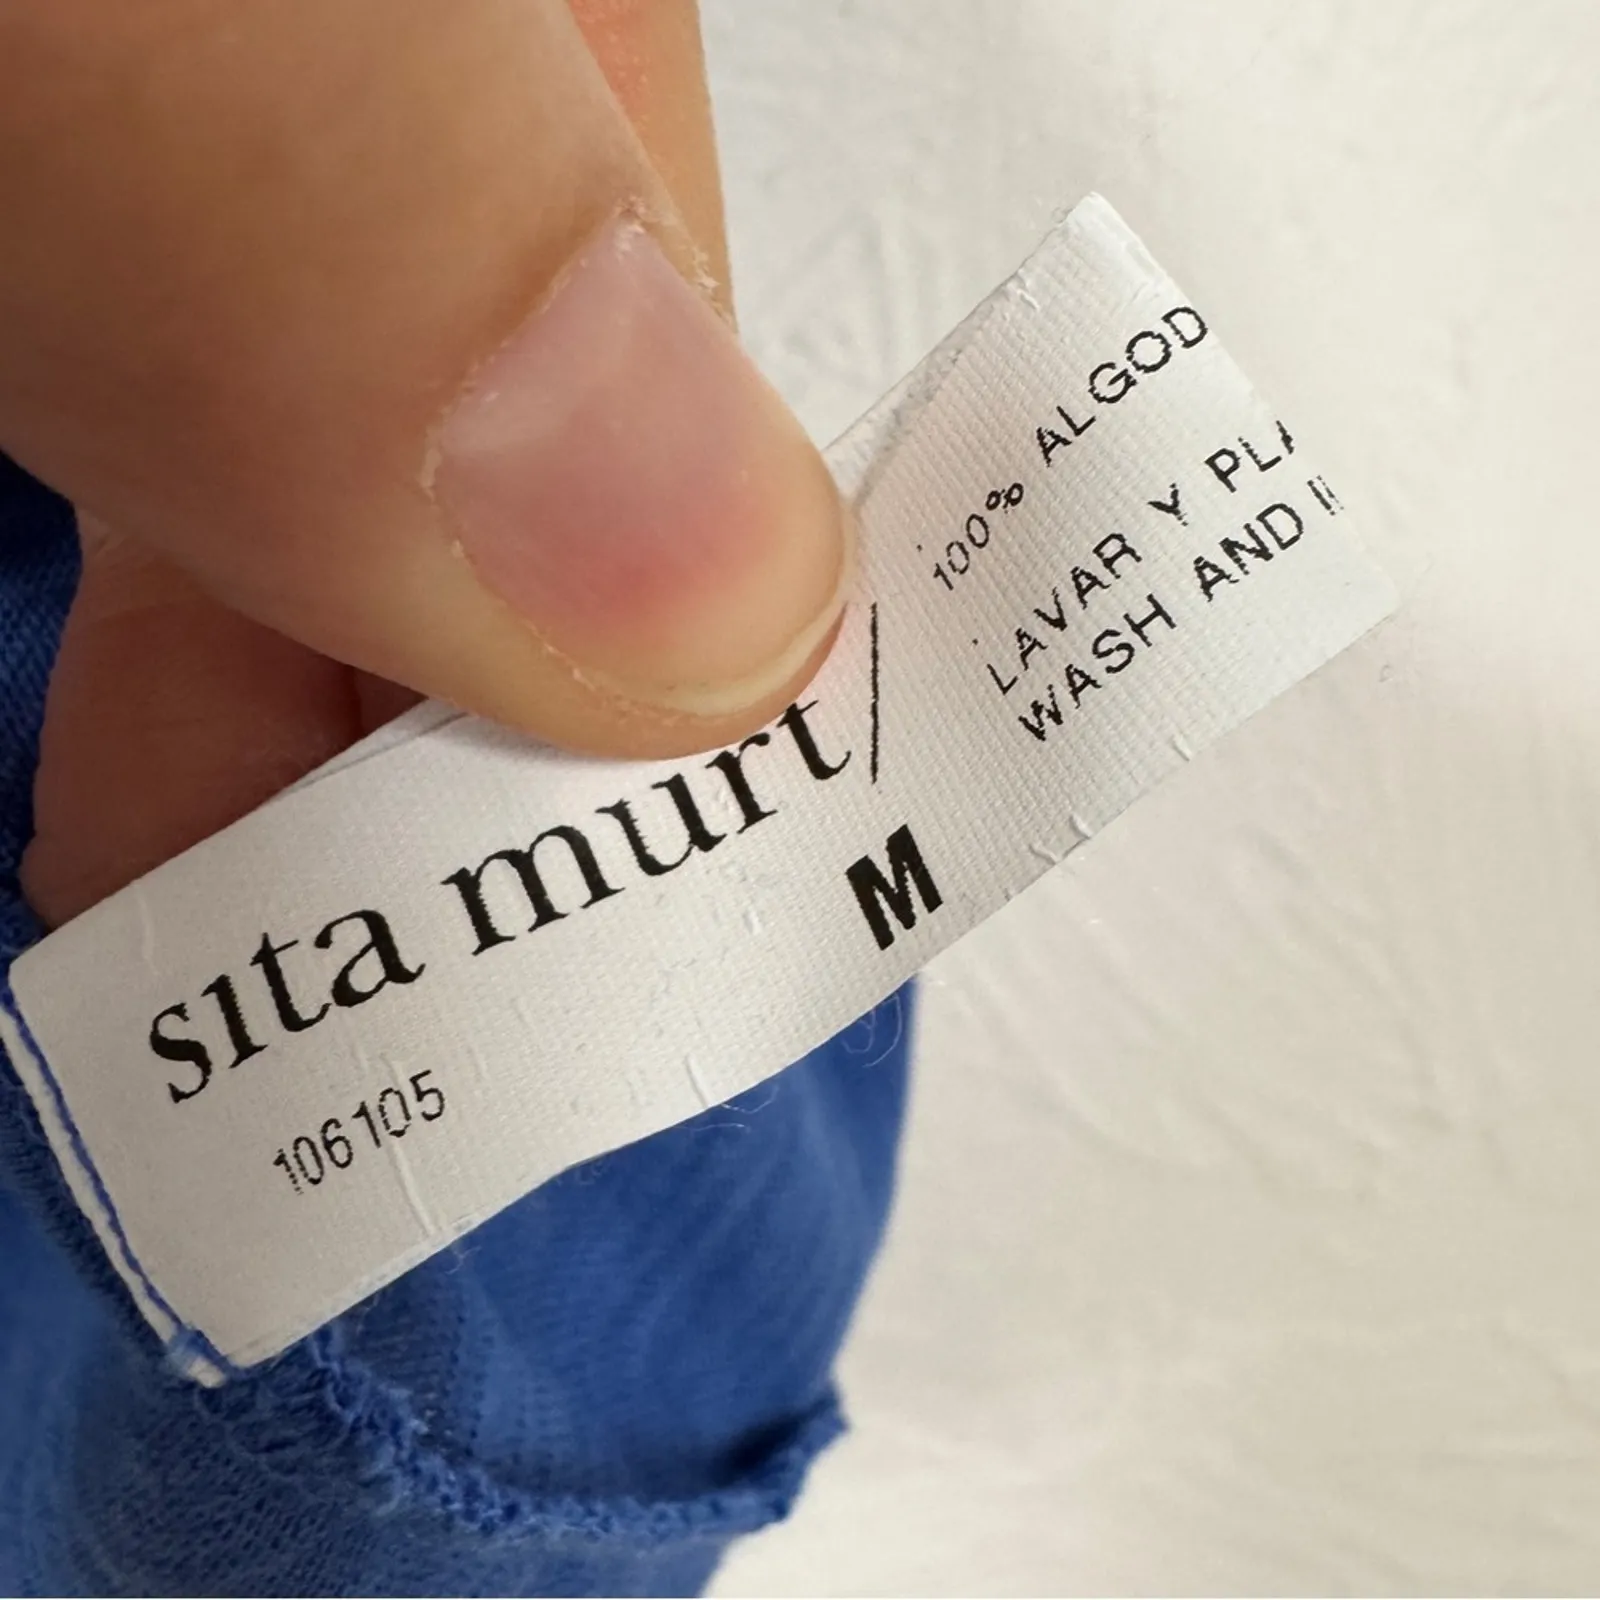 sita murt/
106105
M
100% ALGOD
LAVAR Y PLA
WASH AND